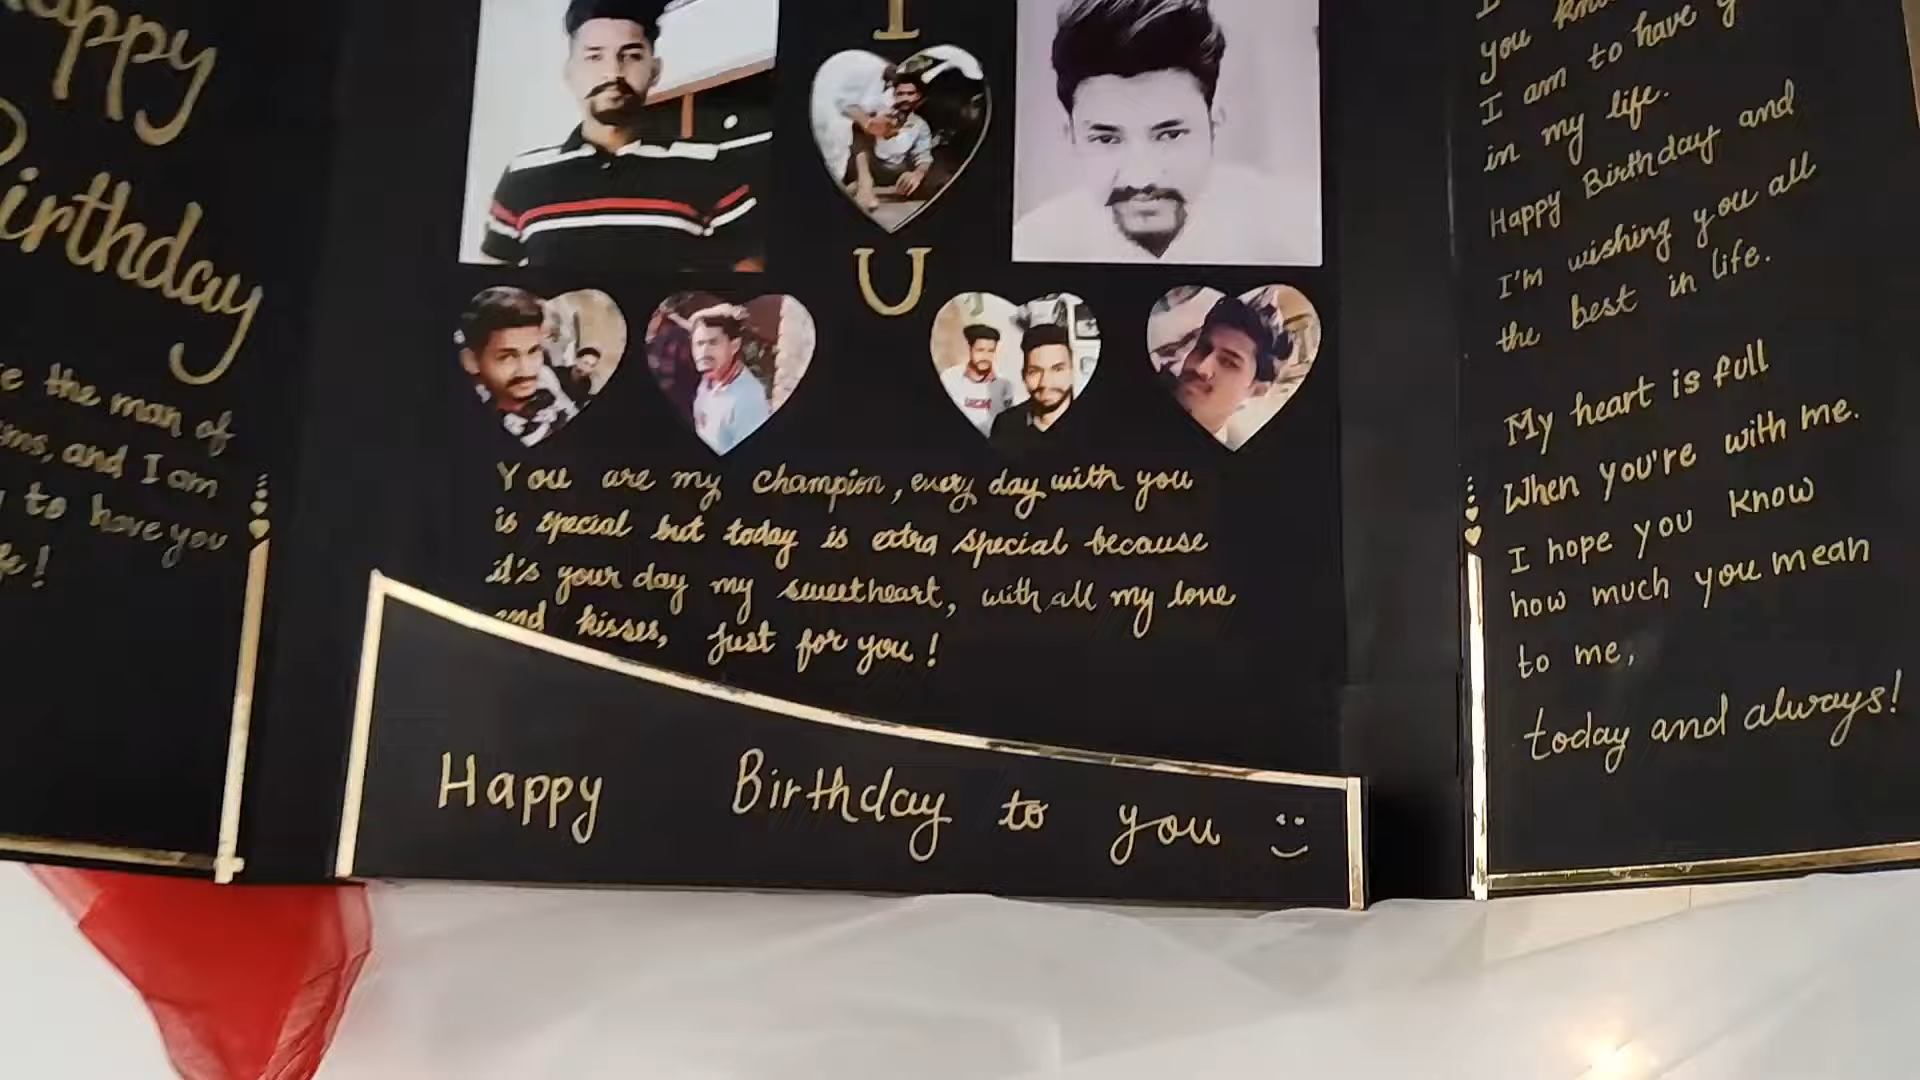 Happy
Birthday
the man of
and I am
to have you
I
U
You are my champion, every day with you
is special but today is extra special because
it's your day my sweetheart, with all my love
and kisses, Just for you!
Happy Birthday to you
I
you
I am to have
in my life.
Happy Birthday and
I'm wishing you all
the best in life.
My heart is full
When you're with me.
I hope you know
how much you mean
to me,
today and always!